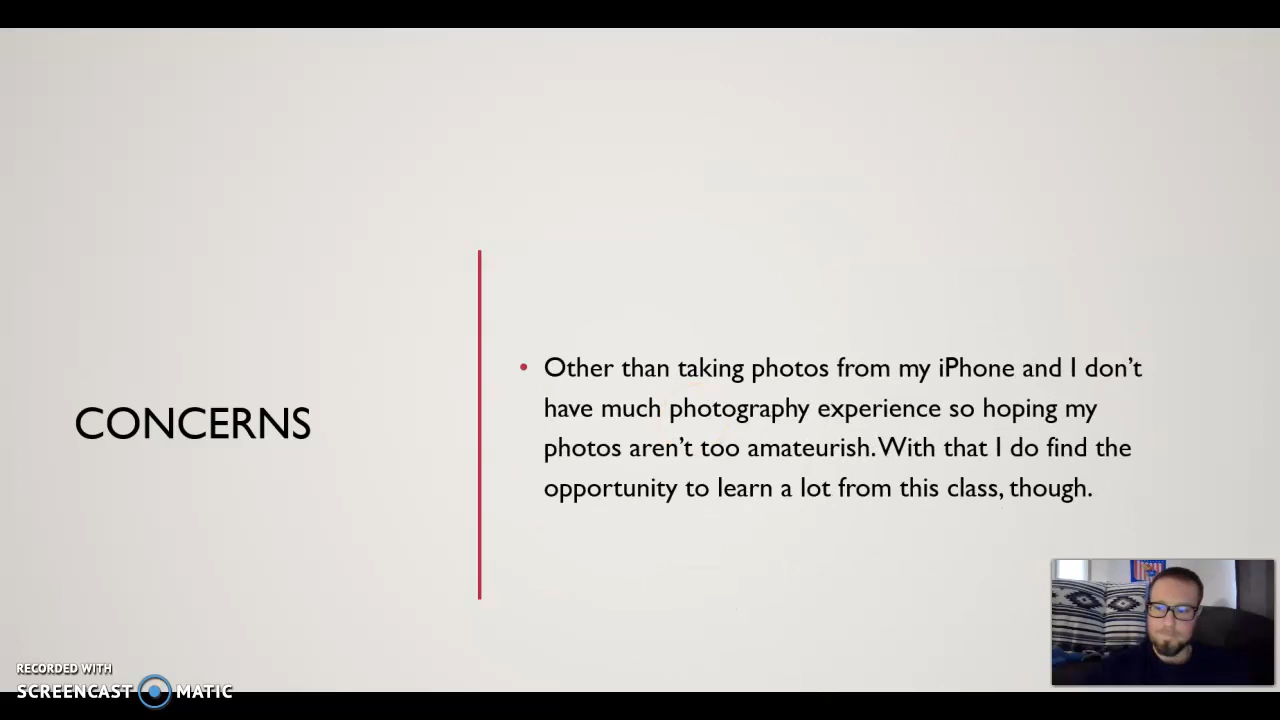 CONCERNS
• Other than taking photos from my iPhone and I don't
have much photography experience so hoping my
photos aren't too amateurish. With that I do find the
opportunity to learn a lot from this class, though.
RECORDED WITH
SCREENCAST MATIC